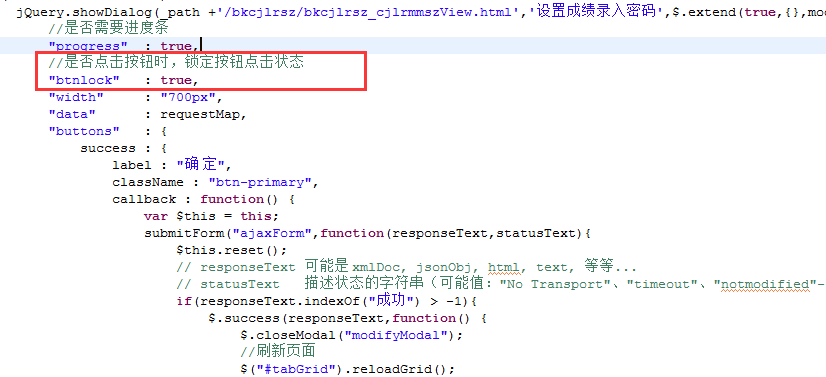 jQuery.showDialog(_path +'/bkcjlrsz/bkcjlrsz_cjlrmmszView.html','设置成绩录入密码',$.extend(true,{},mod
//是否需要进度条
"progress" : true,
//是否点击按钮时，锁定按钮点击状态
"btnlock" : true,
"width" : "700px",
"data" : requestMap,
"buttons" : {
success : {
label : "确定",
className : "btn-primary",
callback : function() {
var $this = this;
submitForm("ajaxForm",function(responseText,statusText){
$this.reset();
// responseText 可能是 xmlDoc, jsonObj, html, text, 等等...
// statusText 描述状态的字符串（可能值："No Transport"、"timeout"、"notmodified"-
if(responseText.indexOf("成功") > -1){
$.success(responseText,function() {
$.closeModal("modifyModal");
//刷新页面
$("#tabGrid").reloadGrid();